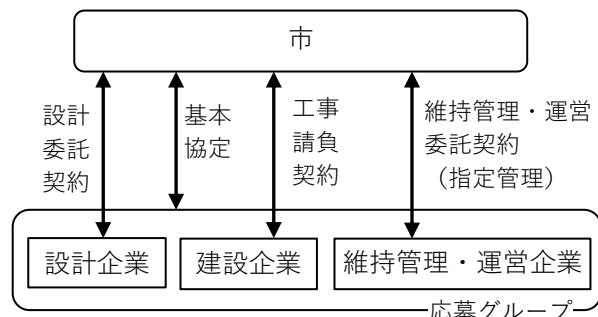 市
設計
委託
契約
基本
協定
工事
請負
契約
維持管理・運営
委託契約
（指定管理）
設計企業
建設企業
維持管理・運営企業
応募グループ